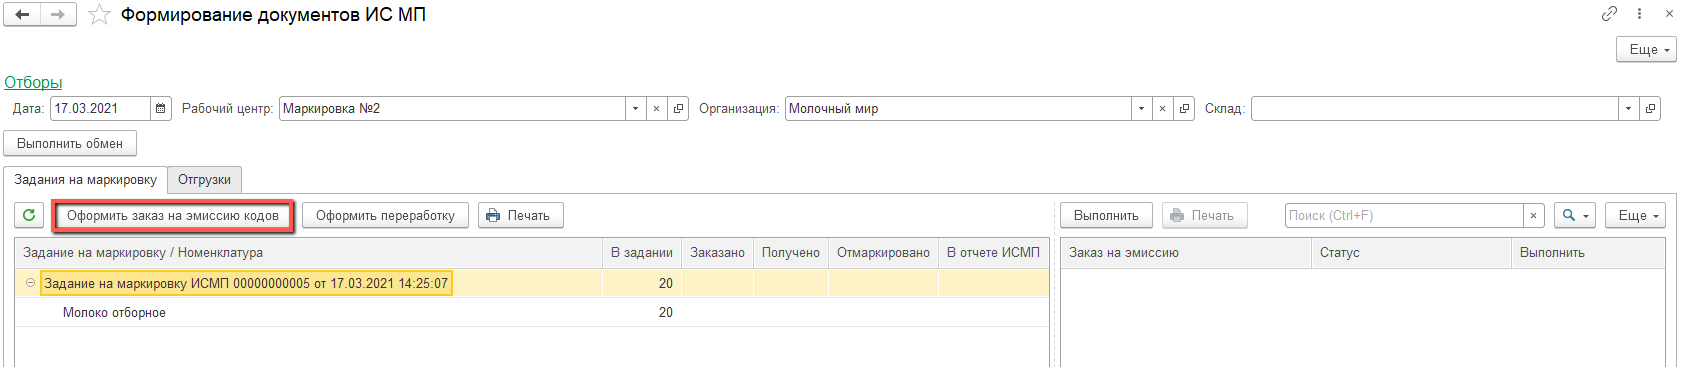 Формирование документов ИС МП
Еще
Отборы
Дата: 17.03.2021 Рабочий центр: Маркировка №2 Организация: Молочный мир Склад:
Выполнить обмен
Задания на маркировку Отгрузки
Оформить заказ на эмиссию кодов Оформить переработку Печать Выполнить Печать Поиск (Ctrl+F) × Еще
Задание на маркировку / Номенклатура В задании Заказано Получено Отмаркировано В отчете ИСМП Заказ на эмиссию Статус Выполнить
Задание на маркировку ИСМП 00000000005 от 17.03.2021 14:25:07 20
Молоко отборное 20